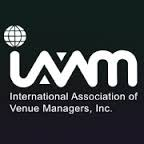 IAVM
International Association of
Venue Managers, Inc.